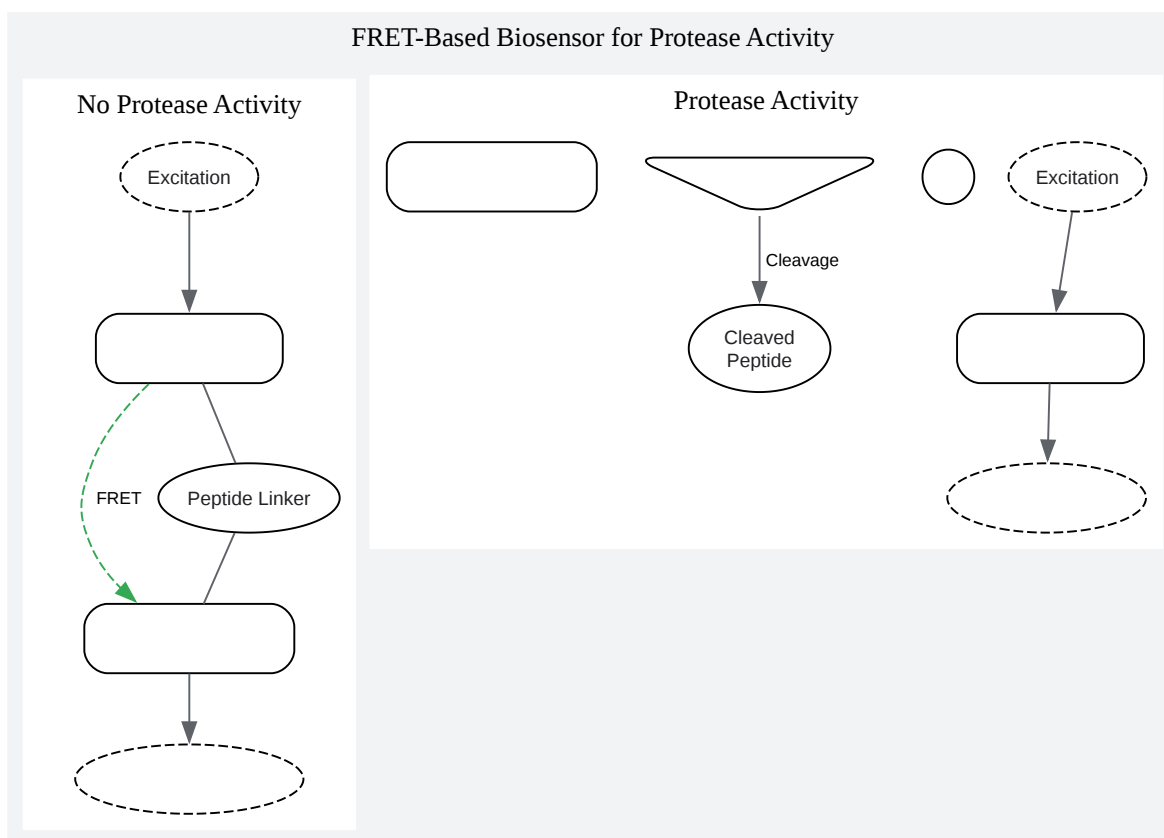 FRET-Based Biosensor for Protease Activity
No Protease Activity
Excitation
FRET
Peptide Linker
Protease Activity
Excitation
Cleavage
Cleaved
Peptide